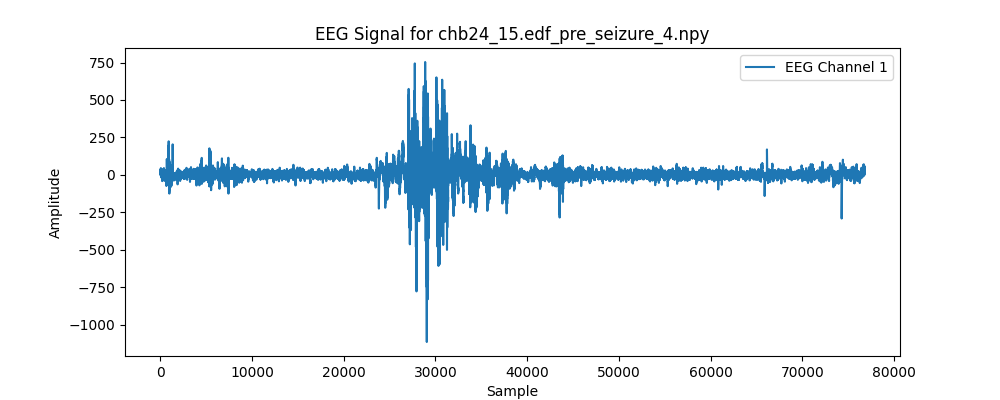 EEG Signal for chb24_15.edf_pre_seizure_4.npy
EEG Channel 1
750
500
250
0
−250
−500
−750
−1000
Amplitude
0 10000 20000 30000 40000 50000 60000 70000 80000
Sample